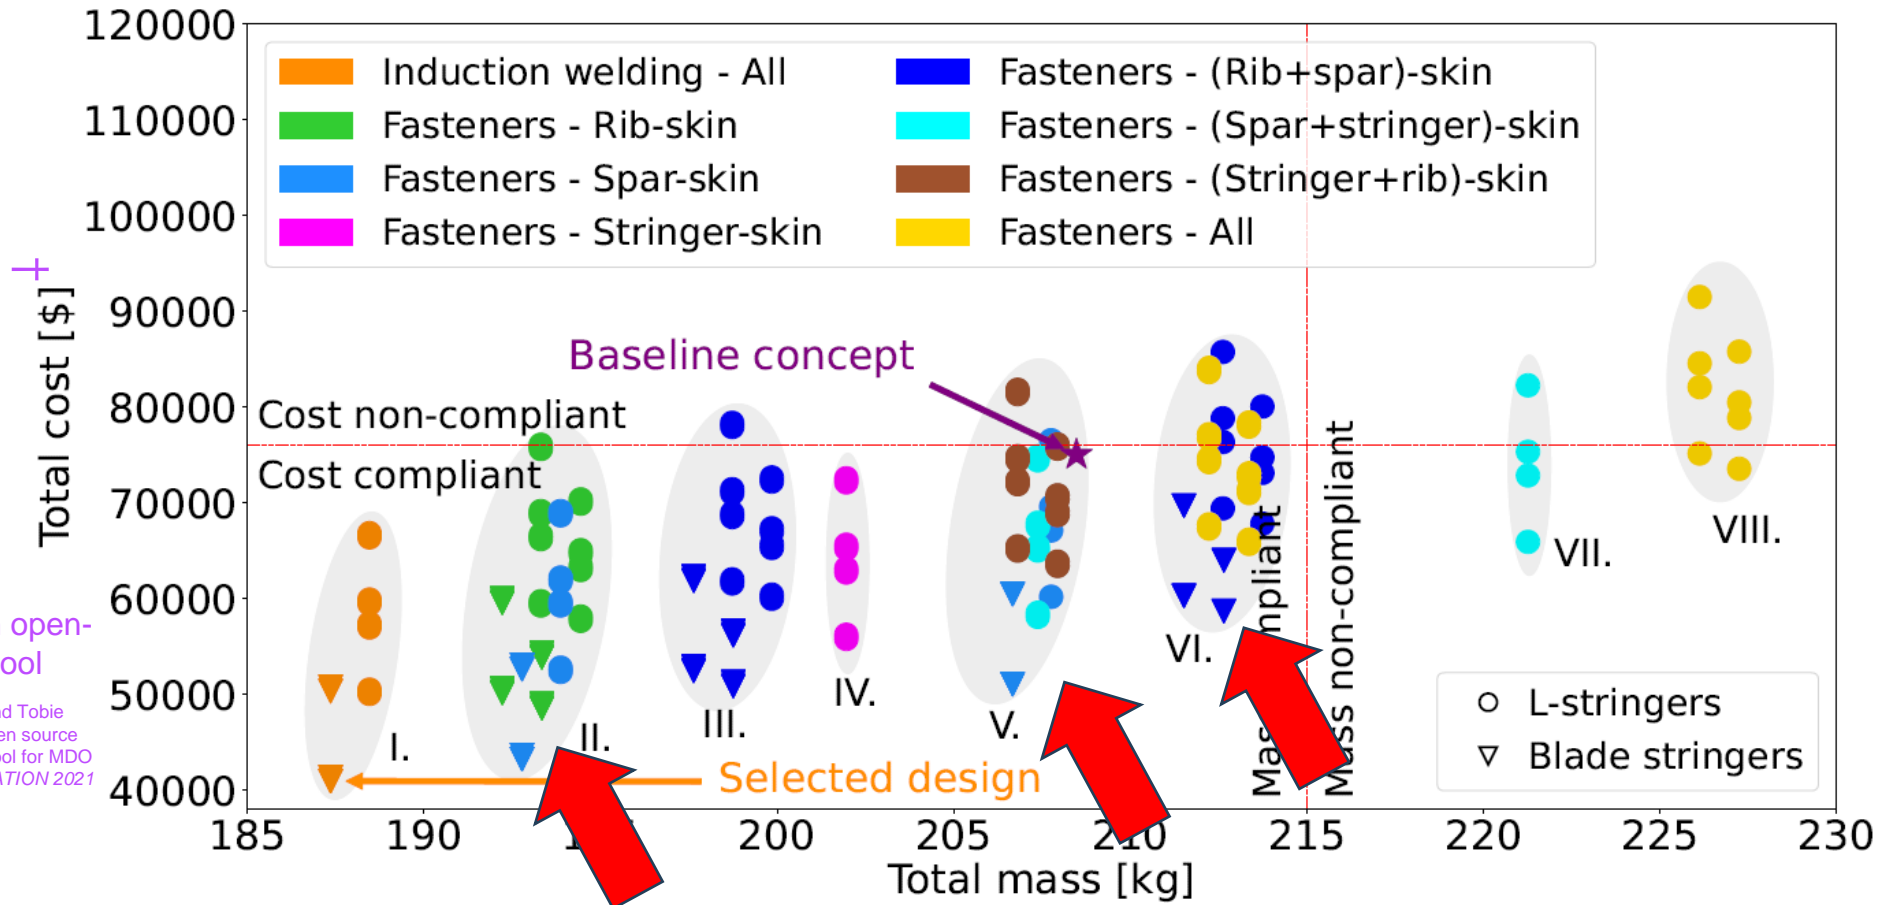 120000
110000
100000
90000
80000
70000
60000
50000
40000
Total cost [$]
Induction welding - All
Fasteners - Rib-skin
Fasteners - Spar-skin
Fasteners - Stringer-skin
Fasteners - (Rib+spar)-skin
Fasteners - (Spar+stringer)-skin
Fasteners - (Stringer+rib)-skin
Fasteners - All
Baseline concept
Cost non-compliant
Cost compliant
I.
II.
III.
IV.
V.
VI.
VII.
VIII.
Selected design
Mass non-compliant
L-stringers
Blade stringers
185
190
200
205
210
215
220
225
230
Total mass [kg]
open-
ool
nd Tobie
en source
ool for MDO
ATION 2021